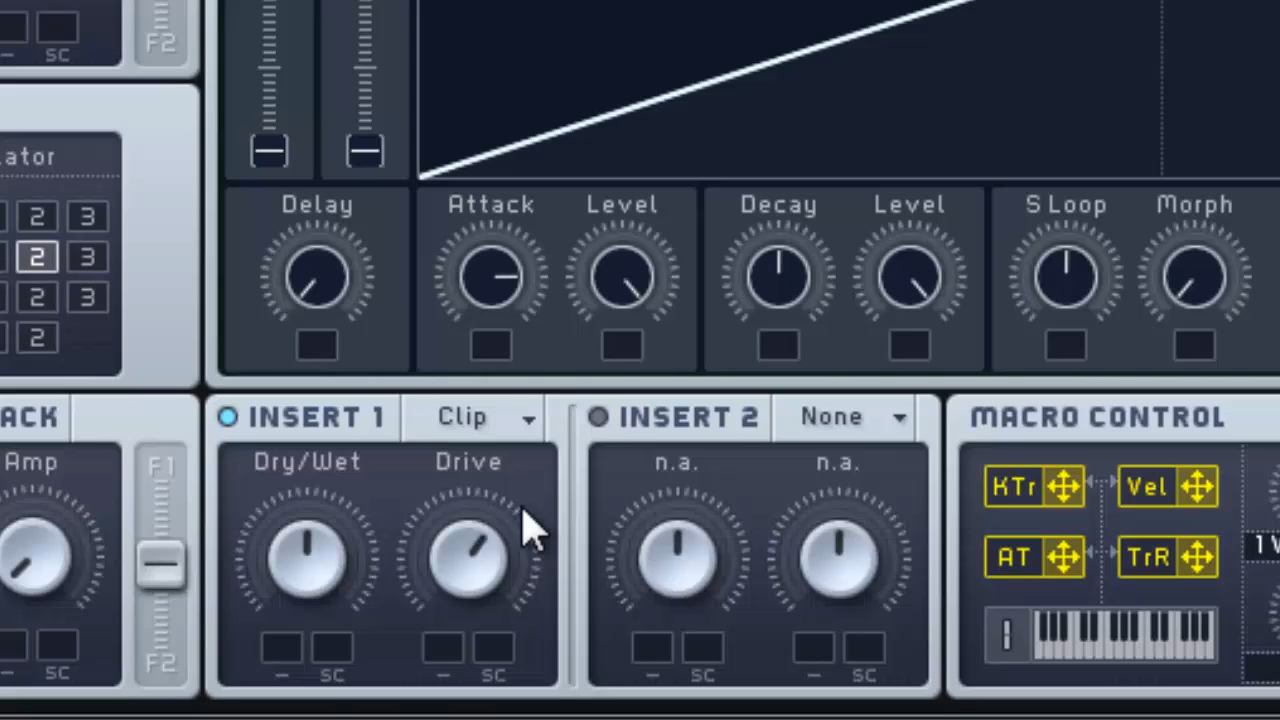 F2
– SC
lator
2 3
2 3
2 3
2
Delay Attack Level Decay Level S Loop Morph
ACK INSERT 1 Clip INSERT 2 None MACRO CONTROL
Amp F1 Dry/Wet Drive n.a. n.a.
KTr Vel
AT TrR 1 V
F2
– SC – SC – SC – SC – SC